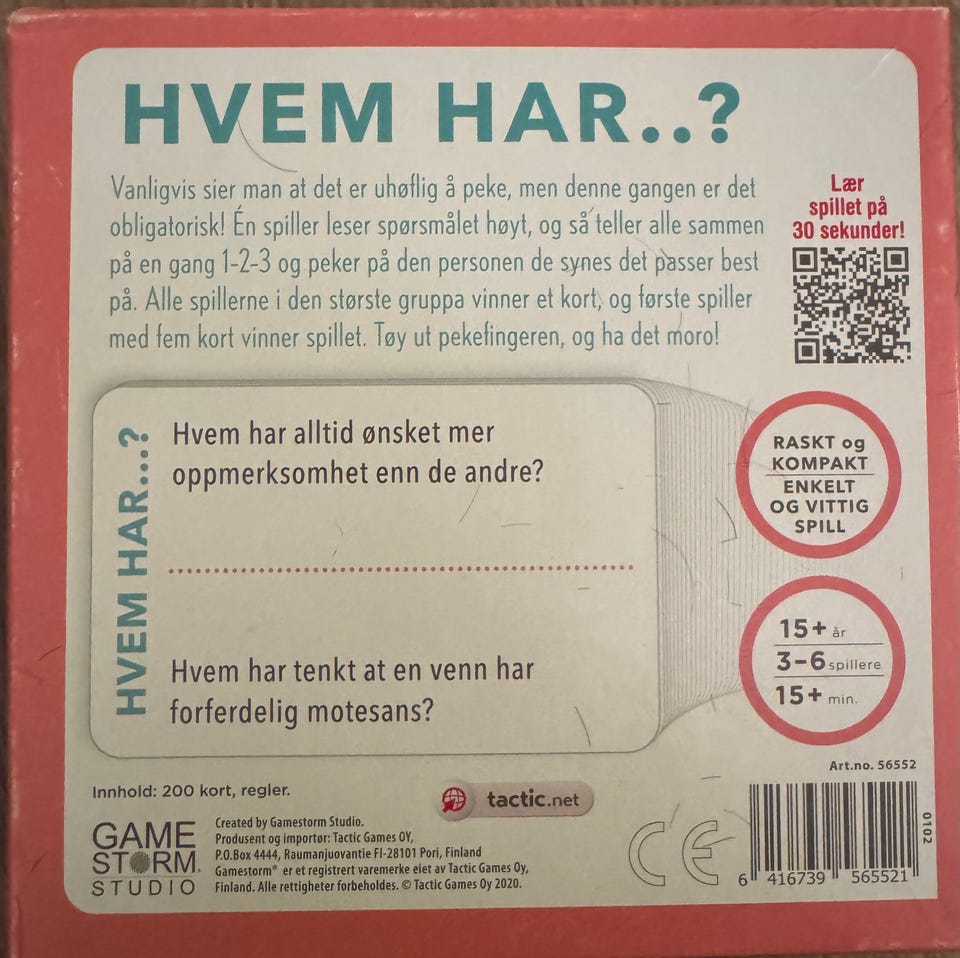 HVEM HAR..?
Vanligvis sier man at det er uhøflig å peke, men denne gangen er det
obligatorisk! Én spiller leser spørsmålet høyt, og så teller alle sammen
på en gang 1-2-3 og peker på den personen de synes det passer best
på. Alle spillerne i den største gruppa vinner et kort, og første spiller
med fem kort vinner spillet. Tøy ut pekefingeren, og ha det moro!
Lær
spillet på
30 sekunder!
HVEM HAR...?
Hvem har alltid ønsket mer
oppmerksomhet enn de andre?
Hvem har tenkt at en venn har
forferdelig motesans?
RASKT og
KOMPAKT
ENKELT
OG VITTIG
SPILL
15+ år
3-6 spillere
15+ min.
Art.no. 56552
Innhold: 200 kort, regler.
tactic.net
GAME
STORM
STUDIO
Created by Gamestorm Studio.
Produsent og importør: Tactic Games OY,
P.O.Box 4444, Raumanjuovantie FI-28101 Pori, Finland
Gamestorm® er et registrert varemerke eiet av Tactic Games Oy,
Finland. Alle rettigheter forbeholdes. © Tactic Games Oy 2020.
CE
0102
6 416739 565521